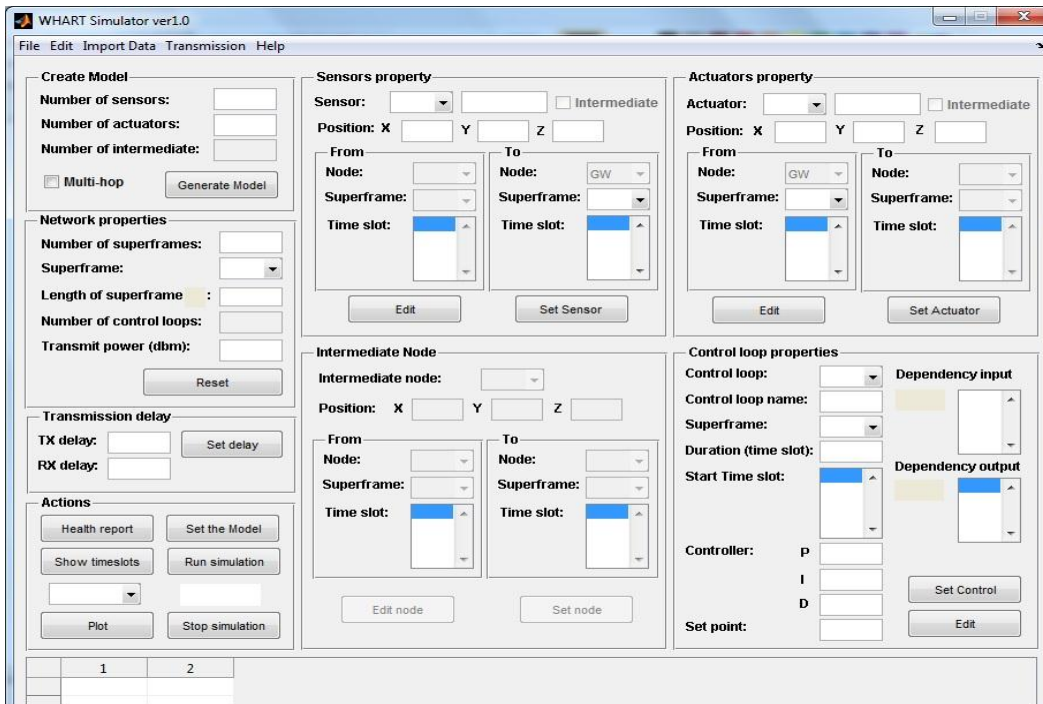 WHART Simulator ver1.0
File Edit Import Data Transmission Help
Create Model
Number of sensors:
Number of actuators:
Number of intermediate:
Multi-hop
Generate Model
Network properties
Number of superframes:
Superframe:
Length of superframe :
Number of control loops:
Transmit power (dbm):
Reset
Transmission delay
TX delay:
Set delay
RX delay:
Actions
Health report
Set the Model
Show timeslots
Run simulation
Plot
Stop simulation
Sensors property
Sensor:
Intermediate
Position: X Y Z
From
Node:
Superframe:
Time slot:
To
Node: GW
Superframe:
Time slot:
Edit
Set Sensor
Intermediate Node
Intermediate node:
Position: X Y Z
From
Node:
Superframe:
Time slot:
To
Node:
Superframe:
Time slot:
Edit node
Set node
Actuators property
Actuator:
Intermediate
Position: X Y Z
From
Node: GW
Superframe:
Time slot:
To
Node:
Superframe:
Time slot:
Edit
Set Actuator
Control loop properties
Control loop:
Control loop name:
Superframe:
Duration (time slot):
Start Time slot:
Controller: P
I
D
Set point:
Dependency input
Dependency output
Set Control
Edit
1 2